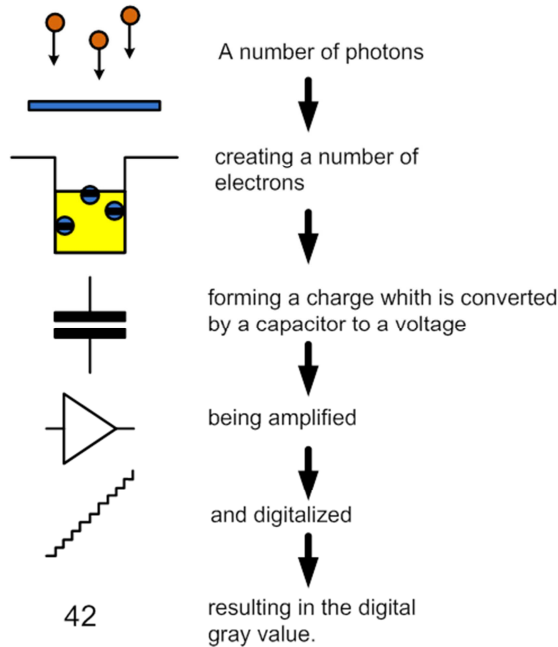 A number of photons
creating a number of
electrons
forming a charge whith is converted
by a capacitor to a voltage
being amplified
and digitalized
42
resulting in the digital
gray value.